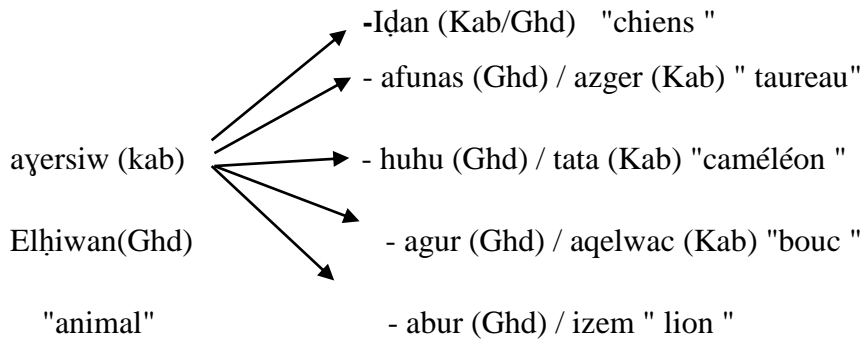 -Iḍan (Kab/Ghd) "chiens "
- afunas (Ghd) / azger (Kab) " taureau"
aɣersiw (kab)
- huhu (Ghd) / tata (Kab) "caméléon "
Elḥiwan(Ghd)
- agur (Ghd) / aqelwac (Kab) "bouc "
"animal"
- abur (Ghd) / izem " lion "